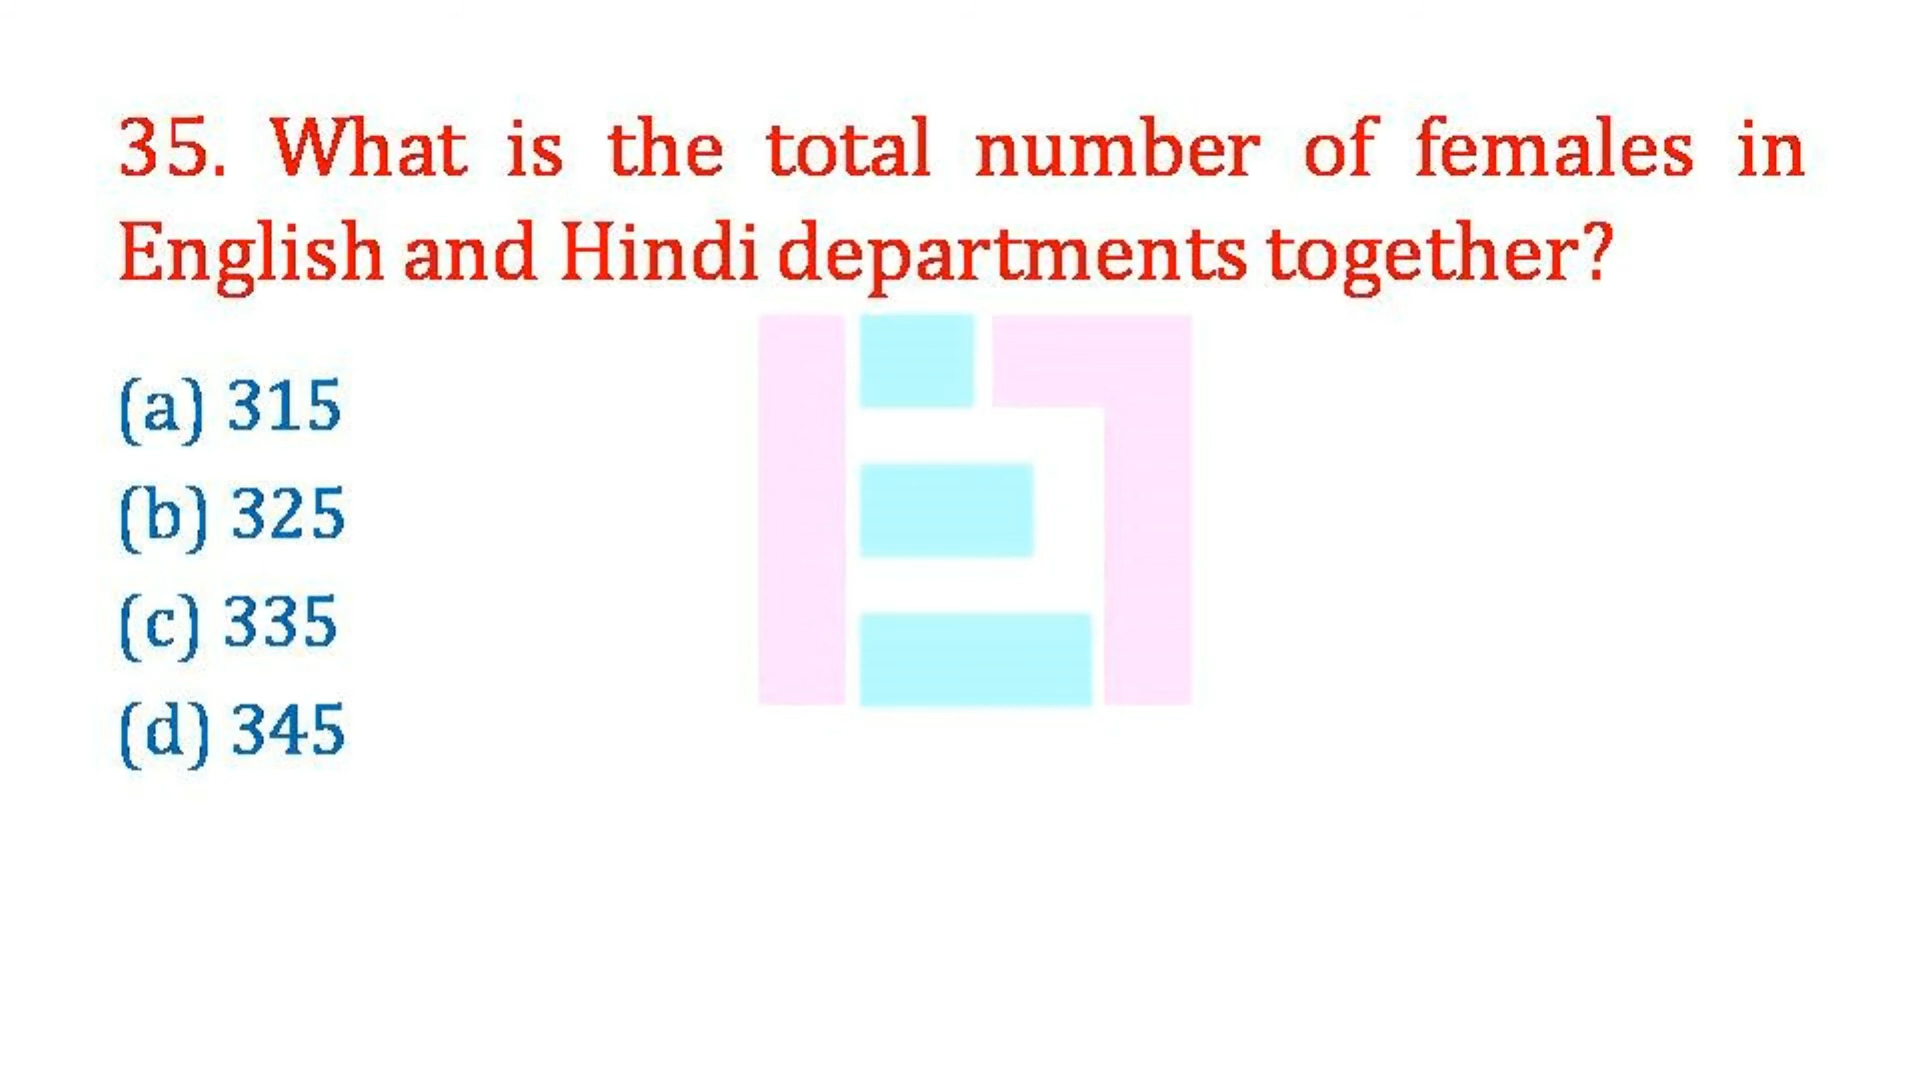 35. What is the total number of females in
English and Hindi departments together?
(a) 315
(b) 325
(c) 335
(d) 345